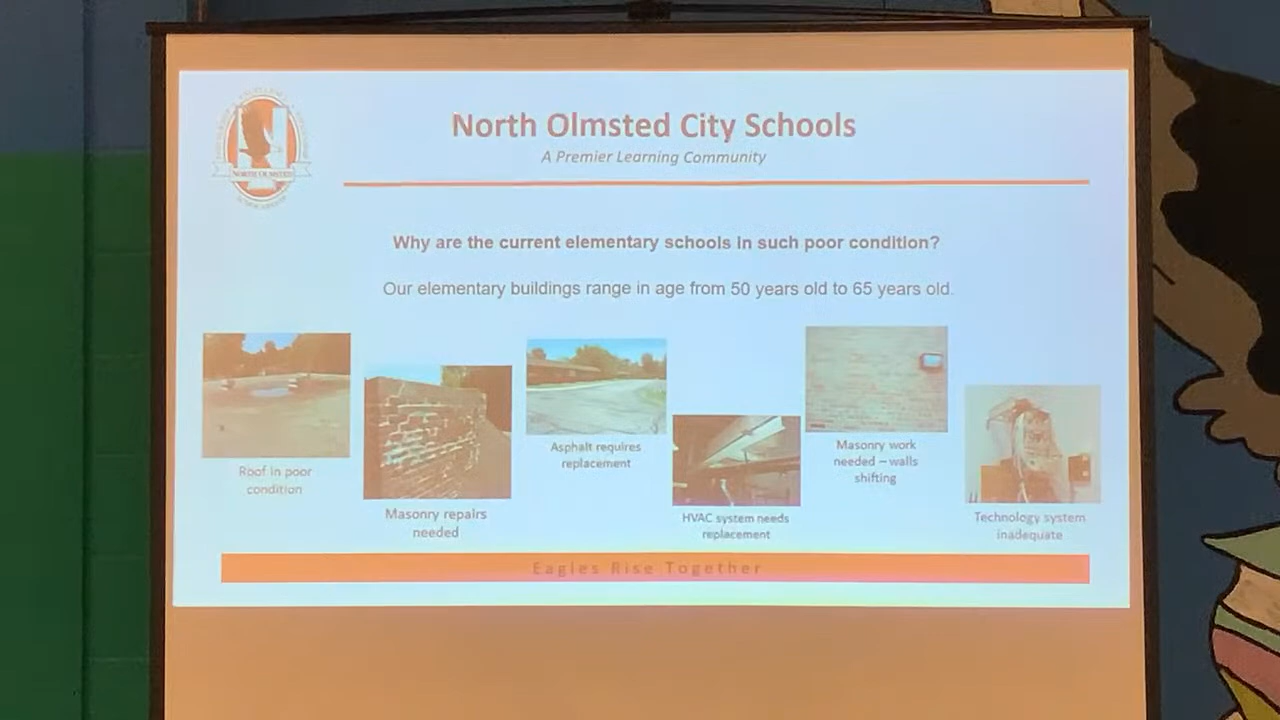 North Olmsted City Schools
A Premier Learning Community
NORTH OLMSTED
Why are the current elementary schools in such poor condition?
Our elementary buildings range in age from 50 years old to 65 years old.
Roof in poor
condition
Masonry repairs
needed
Asphalt requires
replacement
HVAC system needs
replacement
Masonry work
needed – walls
shifting
Technology system
inadequate
Eagles Rise Together